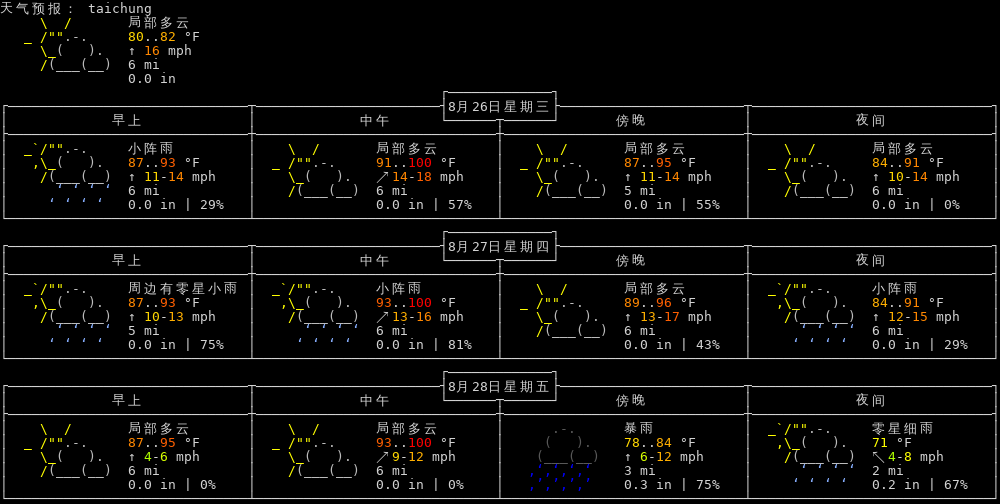 天气预报： taichung
局部多云
80..82 °F
↑ 16 mph
6 mi
0.0 in
8月26日星期三
早上 中午 傍晚 夜间
小阵雨 局部多云 局部多云 局部多云
87..93 °F 91..100 °F 87..95 °F 84..91 °F
↑ 11-14 mph ↗ 14-18 mph ↑ 11-14 mph ↑ 10-14 mph
6 mi 6 mi 5 mi 6 mi
0.0 in | 29% 0.0 in | 57% 0.0 in | 55% 0.0 in | 0%
8月27日星期四
早上 中午 傍晚 夜间
周边有零星小雨 小阵雨 局部多云 小阵雨
87..93 °F 93..100 °F 89..96 °F 84..91 °F
↑ 10-13 mph ↗ 13-16 mph ↑ 13-17 mph ↑ 12-15 mph
5 mi 6 mi 6 mi 6 mi
0.0 in | 75% 0.0 in | 81% 0.0 in | 43% 0.0 in | 29%
8月28日星期五
早上 中午 傍晚 夜间
局部多云 局部多云 暴雨 零星细雨
87..95 °F 93..100 °F 78..84 °F 71 °F
↑ 4-6 mph ↗ 9-12 mph ↑ 6-12 mph ↖ 4-8 mph
6 mi 6 mi 3 mi 2 mi
0.0 in | 0% 0.0 in | 0% 0.3 in | 75% 0.2 in | 67%